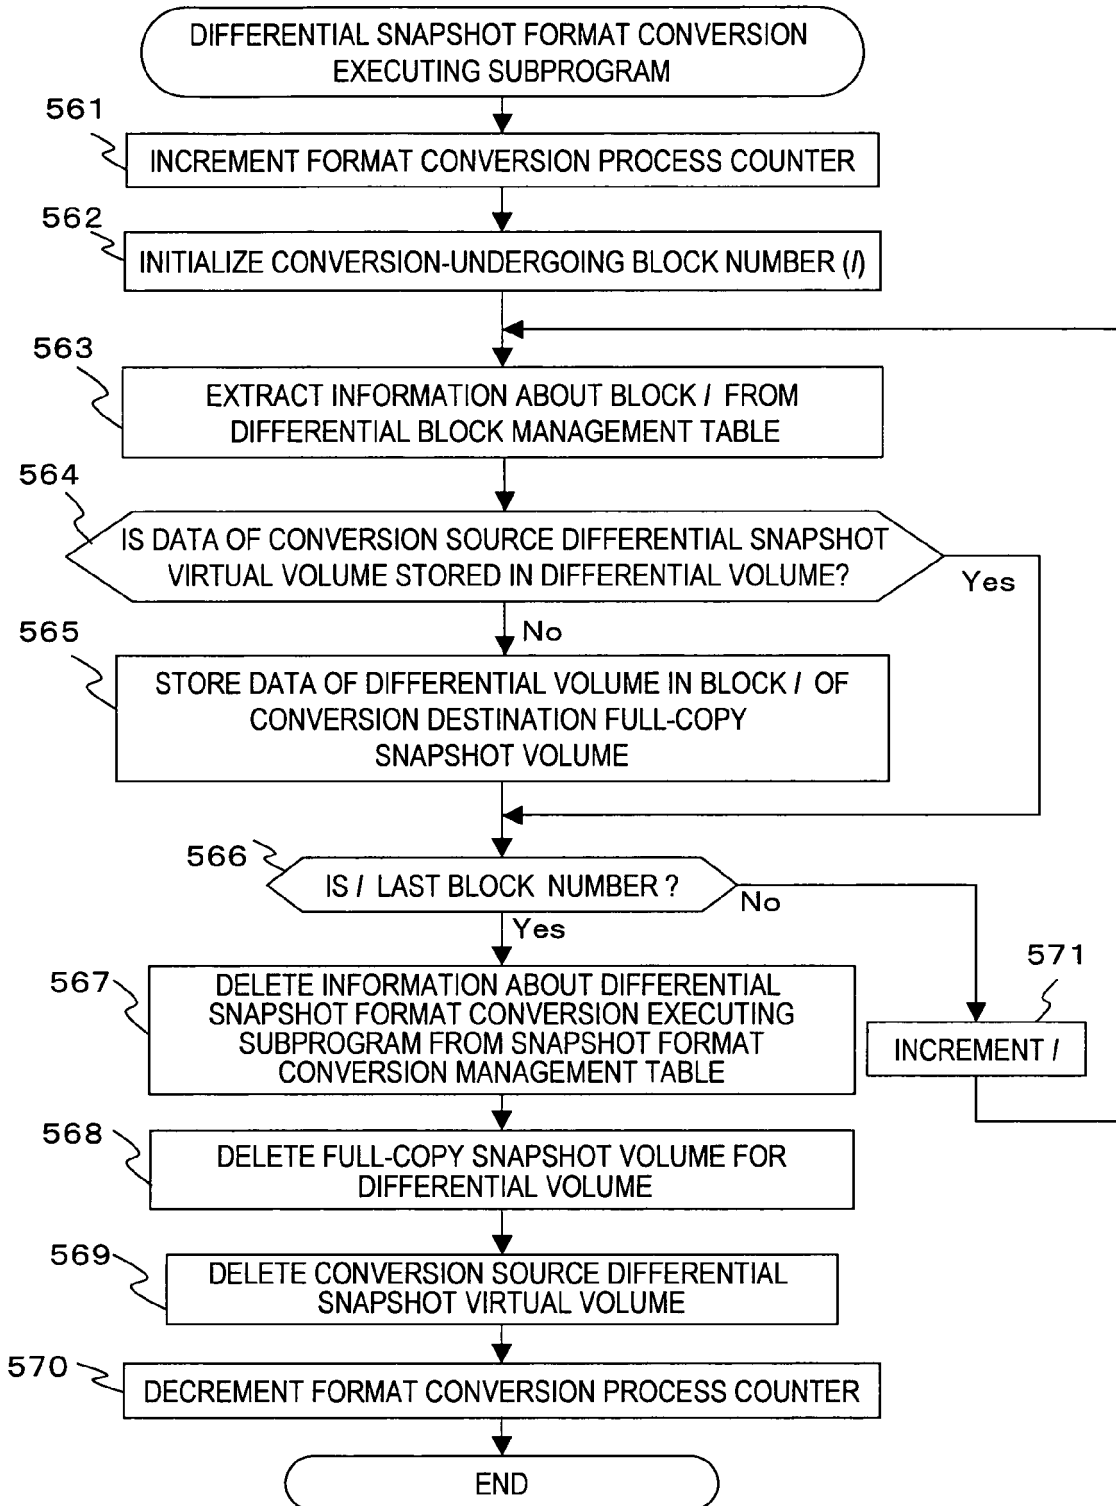 DIFFERENTIAL SNAPSHOT FORMAT CONVERSION
EXECUTING SUBPROGRAM
561
INCREMENT FORMAT CONVERSION PROCESS COUNTER
562
INITIALIZE CONVERSION-UNDERGOING BLOCK NUMBER (I)
563
EXTRACT INFORMATION ABOUT BLOCK I FROM
DIFFERENTIAL BLOCK MANAGEMENT TABLE
564
IS DATA OF CONVERSION SOURCE DIFFERENTIAL SNAPSHOT
VIRTUAL VOLUME STORED IN DIFFERENTIAL VOLUME?
Yes
No
565
STORE DATA OF DIFFERENTIAL VOLUME IN BLOCK I OF
CONVERSION DESTINATION FULL-COPY
SNAPSHOT VOLUME
566
IS I LAST BLOCK NUMBER ?
No
Yes
571
INCREMENT I
567
DELETE INFORMATION ABOUT DIFFERENTIAL
SNAPSHOT FORMAT CONVERSION EXECUTING
SUBPROGRAM FROM SNAPSHOT FORMAT
CONVERSION MANAGEMENT TABLE
568
DELETE FULL-COPY SNAPSHOT VOLUME FOR
DIFFERENTIAL VOLUME
569
DELETE CONVERSION SOURCE DIFFERENTIAL
SNAPSHOT VIRTUAL VOLUME
570
DECREMENT FORMAT CONVERSION PROCESS COUNTER
END